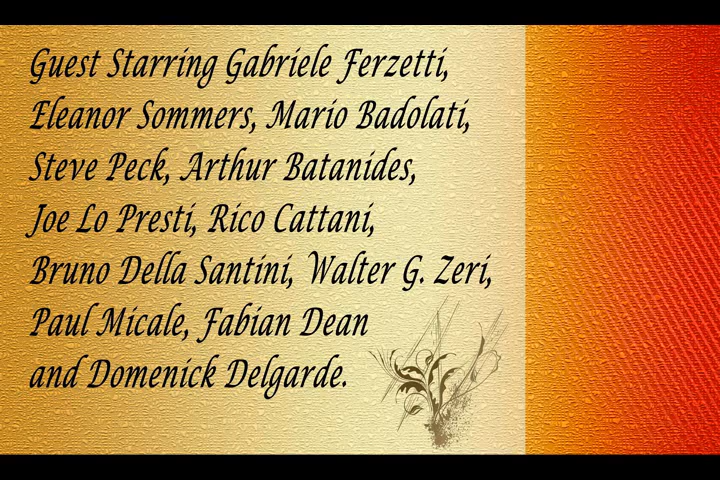 Guest Starring Gabriele Ferzetti,
Eleanor Sommers, Mario Badolati,
Steve Peck, Arthur Batanides,
Joe Lo Presti, Rico Cattani,
Bruno Della Santini, Walter G. Zeri,
Paul Micale, Fabian Dean
and Domenick Delgarde.